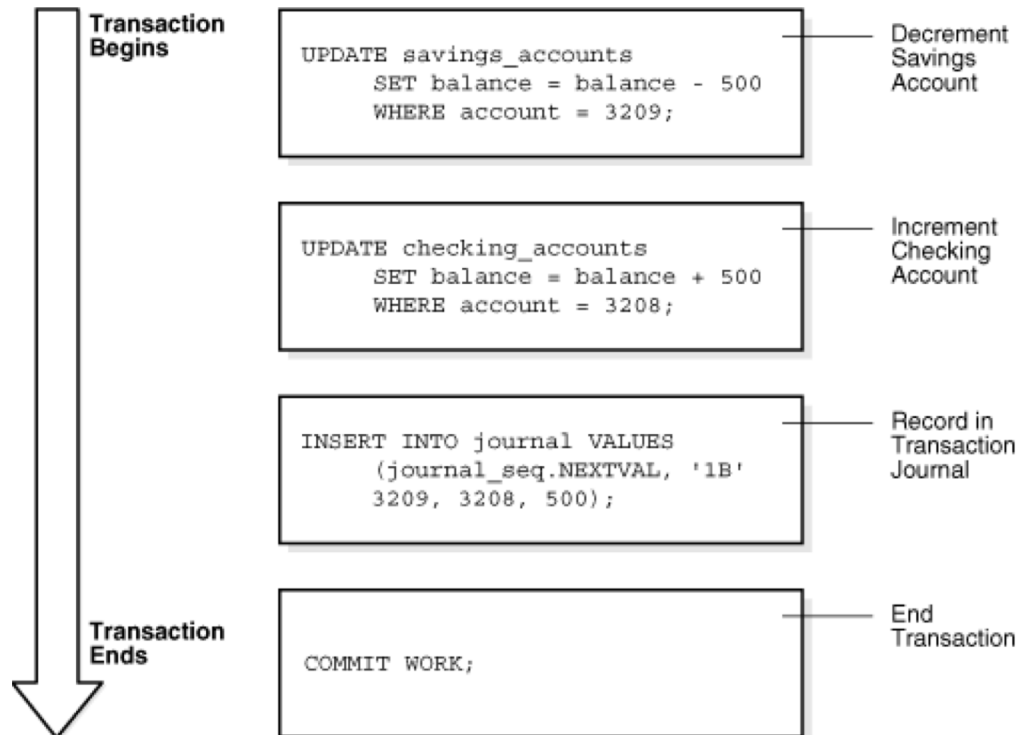 Transaction
Begins
UPDATE savings_accounts
SET balance = balance - 500
WHERE account = 3209;
Decrement
Savings
Account
UPDATE checking_accounts
SET balance = balance + 500
WHERE account = 3208;
Increment
Checking
Account
INSERT INTO journal VALUES
(journal_seq.NEXTVAL, '1B'
3209, 3208, 500);
Record in
Transaction
Journal
Transaction
Ends
COMMIT WORK;
End
Transaction